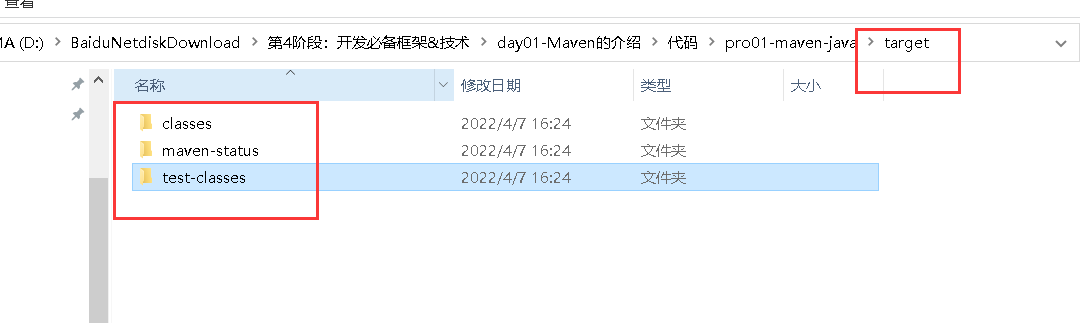 查看
MA (D:) > BaiduNetdiskDownload > 第4阶段：开发必备框架&技术 > day01-Maven的介绍 > 代码 > pro01-maven-java > target
名称 修改日期 类型 大小
classes 2022/4/7 16:24 文件夹
maven-status 2022/4/7 16:24 文件夹
test-classes 2022/4/7 16:24 文件夹